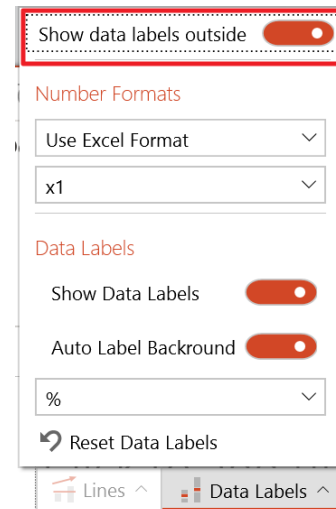 Show data labels outside
Number Formats
Use Excel Format
x1
Data Labels
Show Data Labels
Auto Label Backround
%
Reset Data Labels
Lines
Data Labels